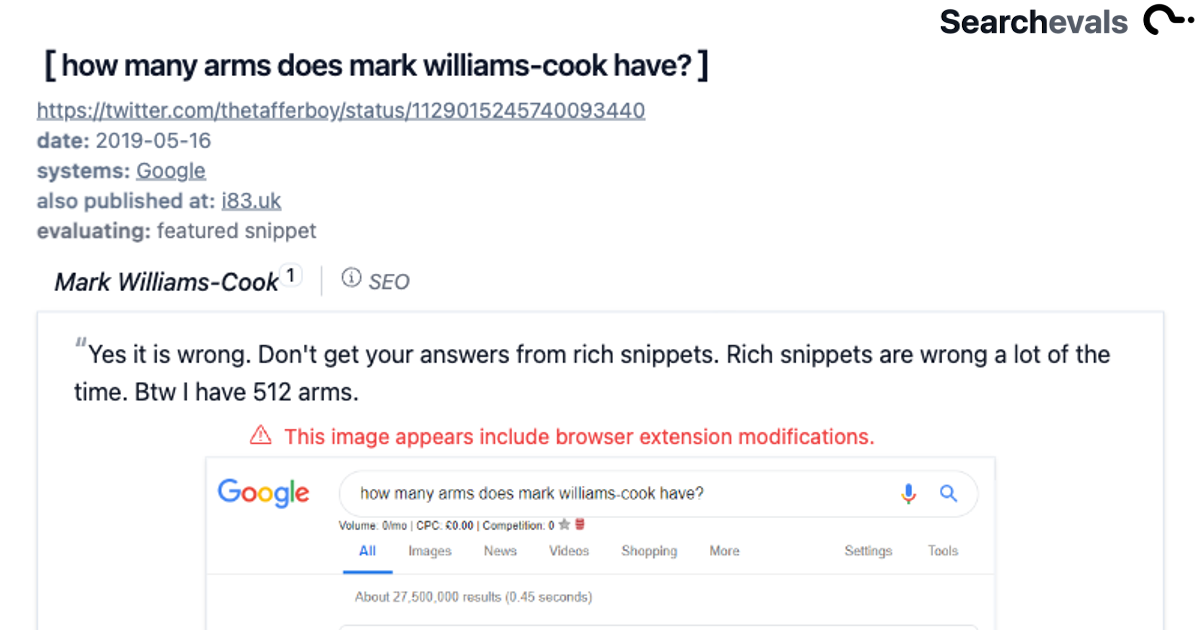 Searchevals
[ how many arms does mark williams-cook have? ]
https://twitter.com/thetafferboy/status/1129015245740093440
date: 2019-05-16
systems: Google
also published at: i83.uk
evaluating: featured snippet
Mark Williams-Cook 1 SEO
“Yes it is wrong. Don't get your answers from rich snippets. Rich snippets are wrong a lot of the
time. Btw I have 512 arms.
This image appears include browser extension modifications.
Google how many arms does mark williams-cook have?
Volume: 0/mo | CPC: £0.00 | Competition: 0
All Images News Videos Shopping More Settings Tools
About 27,500,000 results (0.45 seconds)